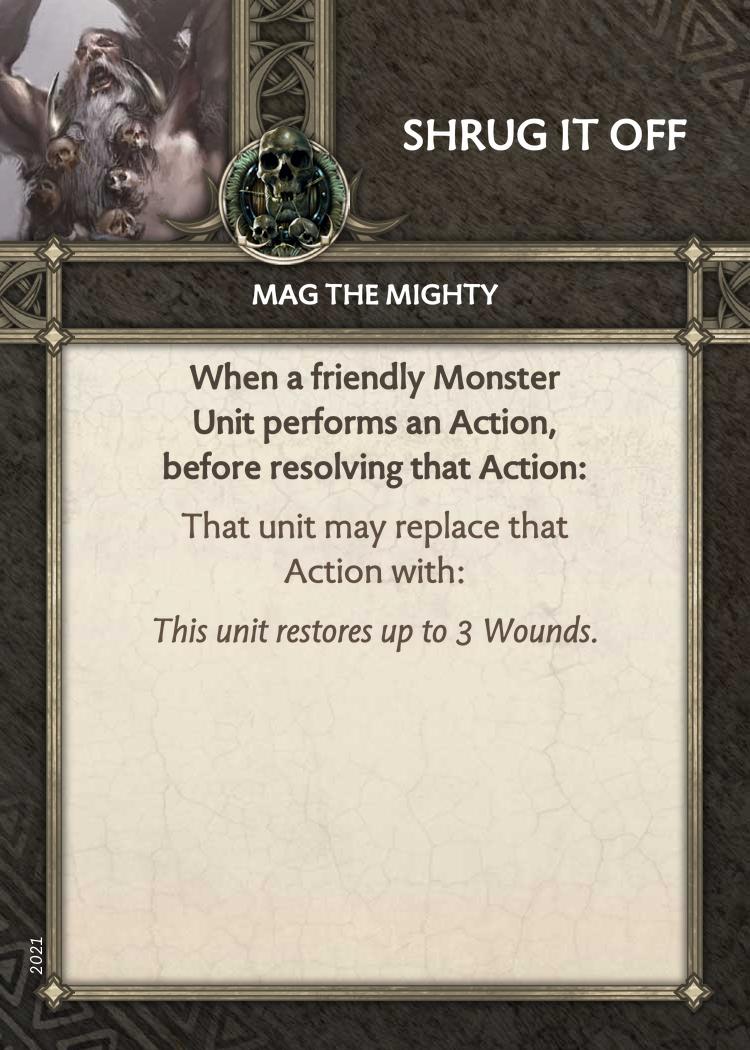 SHRUG IT OFF
MAG THE MIGHTY
When a friendly Monster
Unit performs an Action,
before resolving that Action:
That unit may replace that
Action with:
This unit restores up to 3 Wounds.
2021